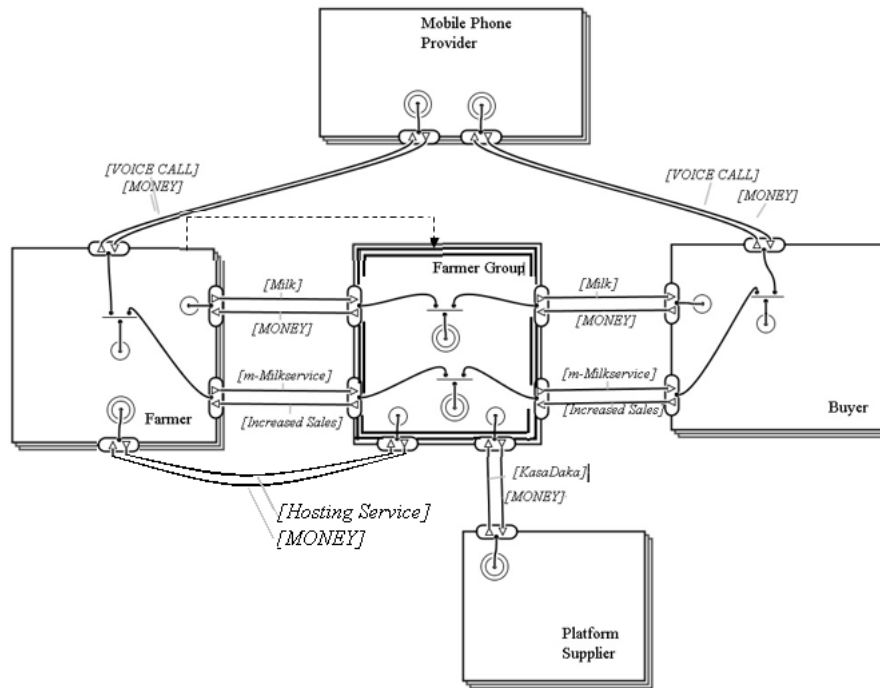 Mobile Phone
Provider
[VOICE CALL]
[MONEY]
[VOICE CALL]
[MONEY]
Farmer Group
[Milk]
[MONEY]
[Milk]
[MONEY]
[m-Milkservice]
[Increased Sales]
[m-Milkservice]
[Increased Sales]
Farmer
Buyer
[KasaDaka]
[MONEY]
[Hosting Service]
[MONEY]
Platform
Supplier